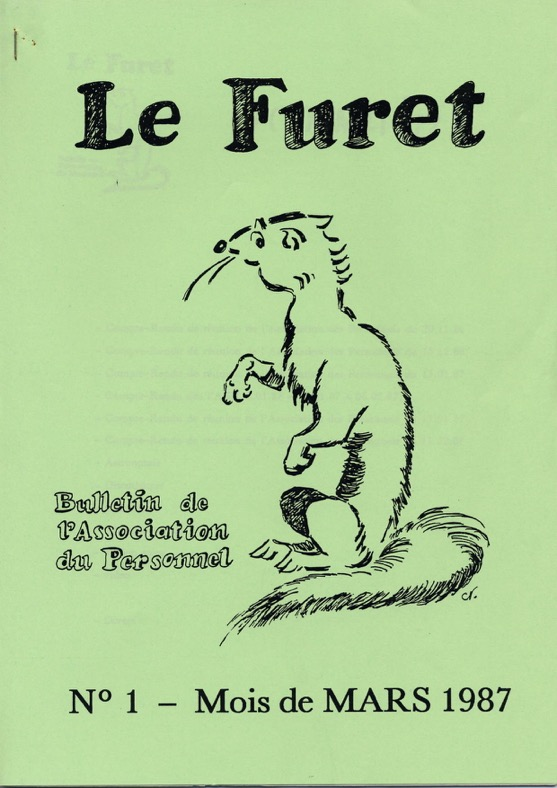 Le Furet
Bulletin de
l'Association
du Personnel
N° 1 – Mois de MARS 1987